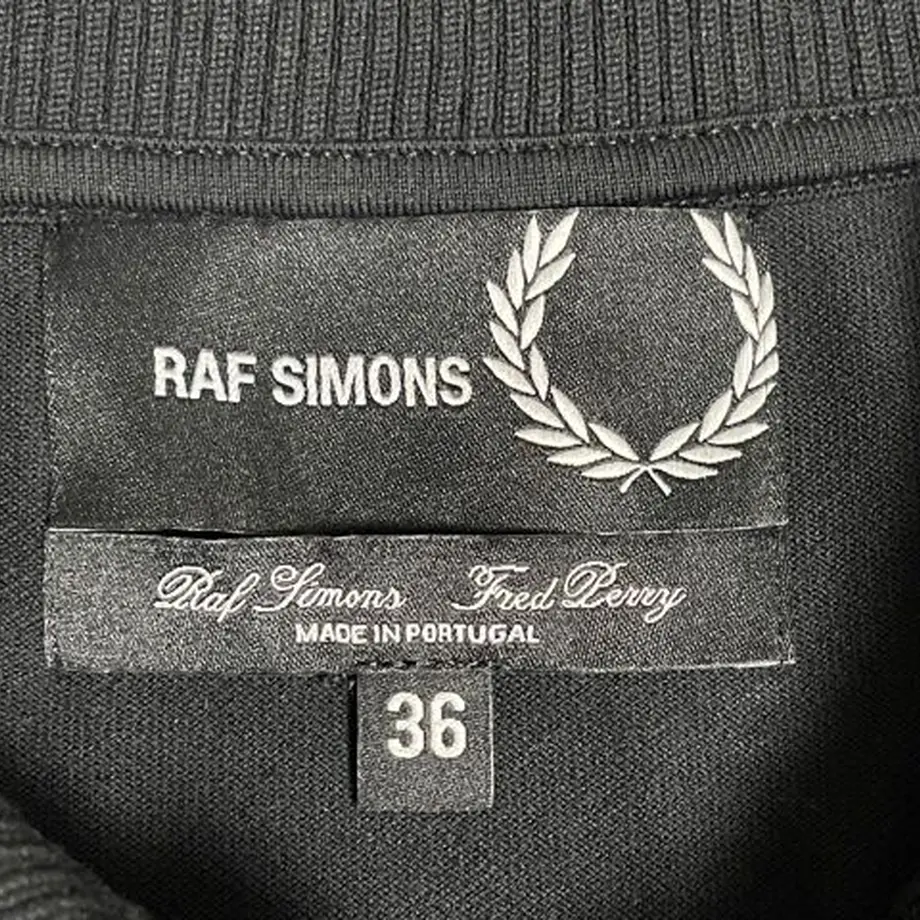 RAF SIMONS
Raf Simons Fred Perry
MADE IN PORTUGAL
36